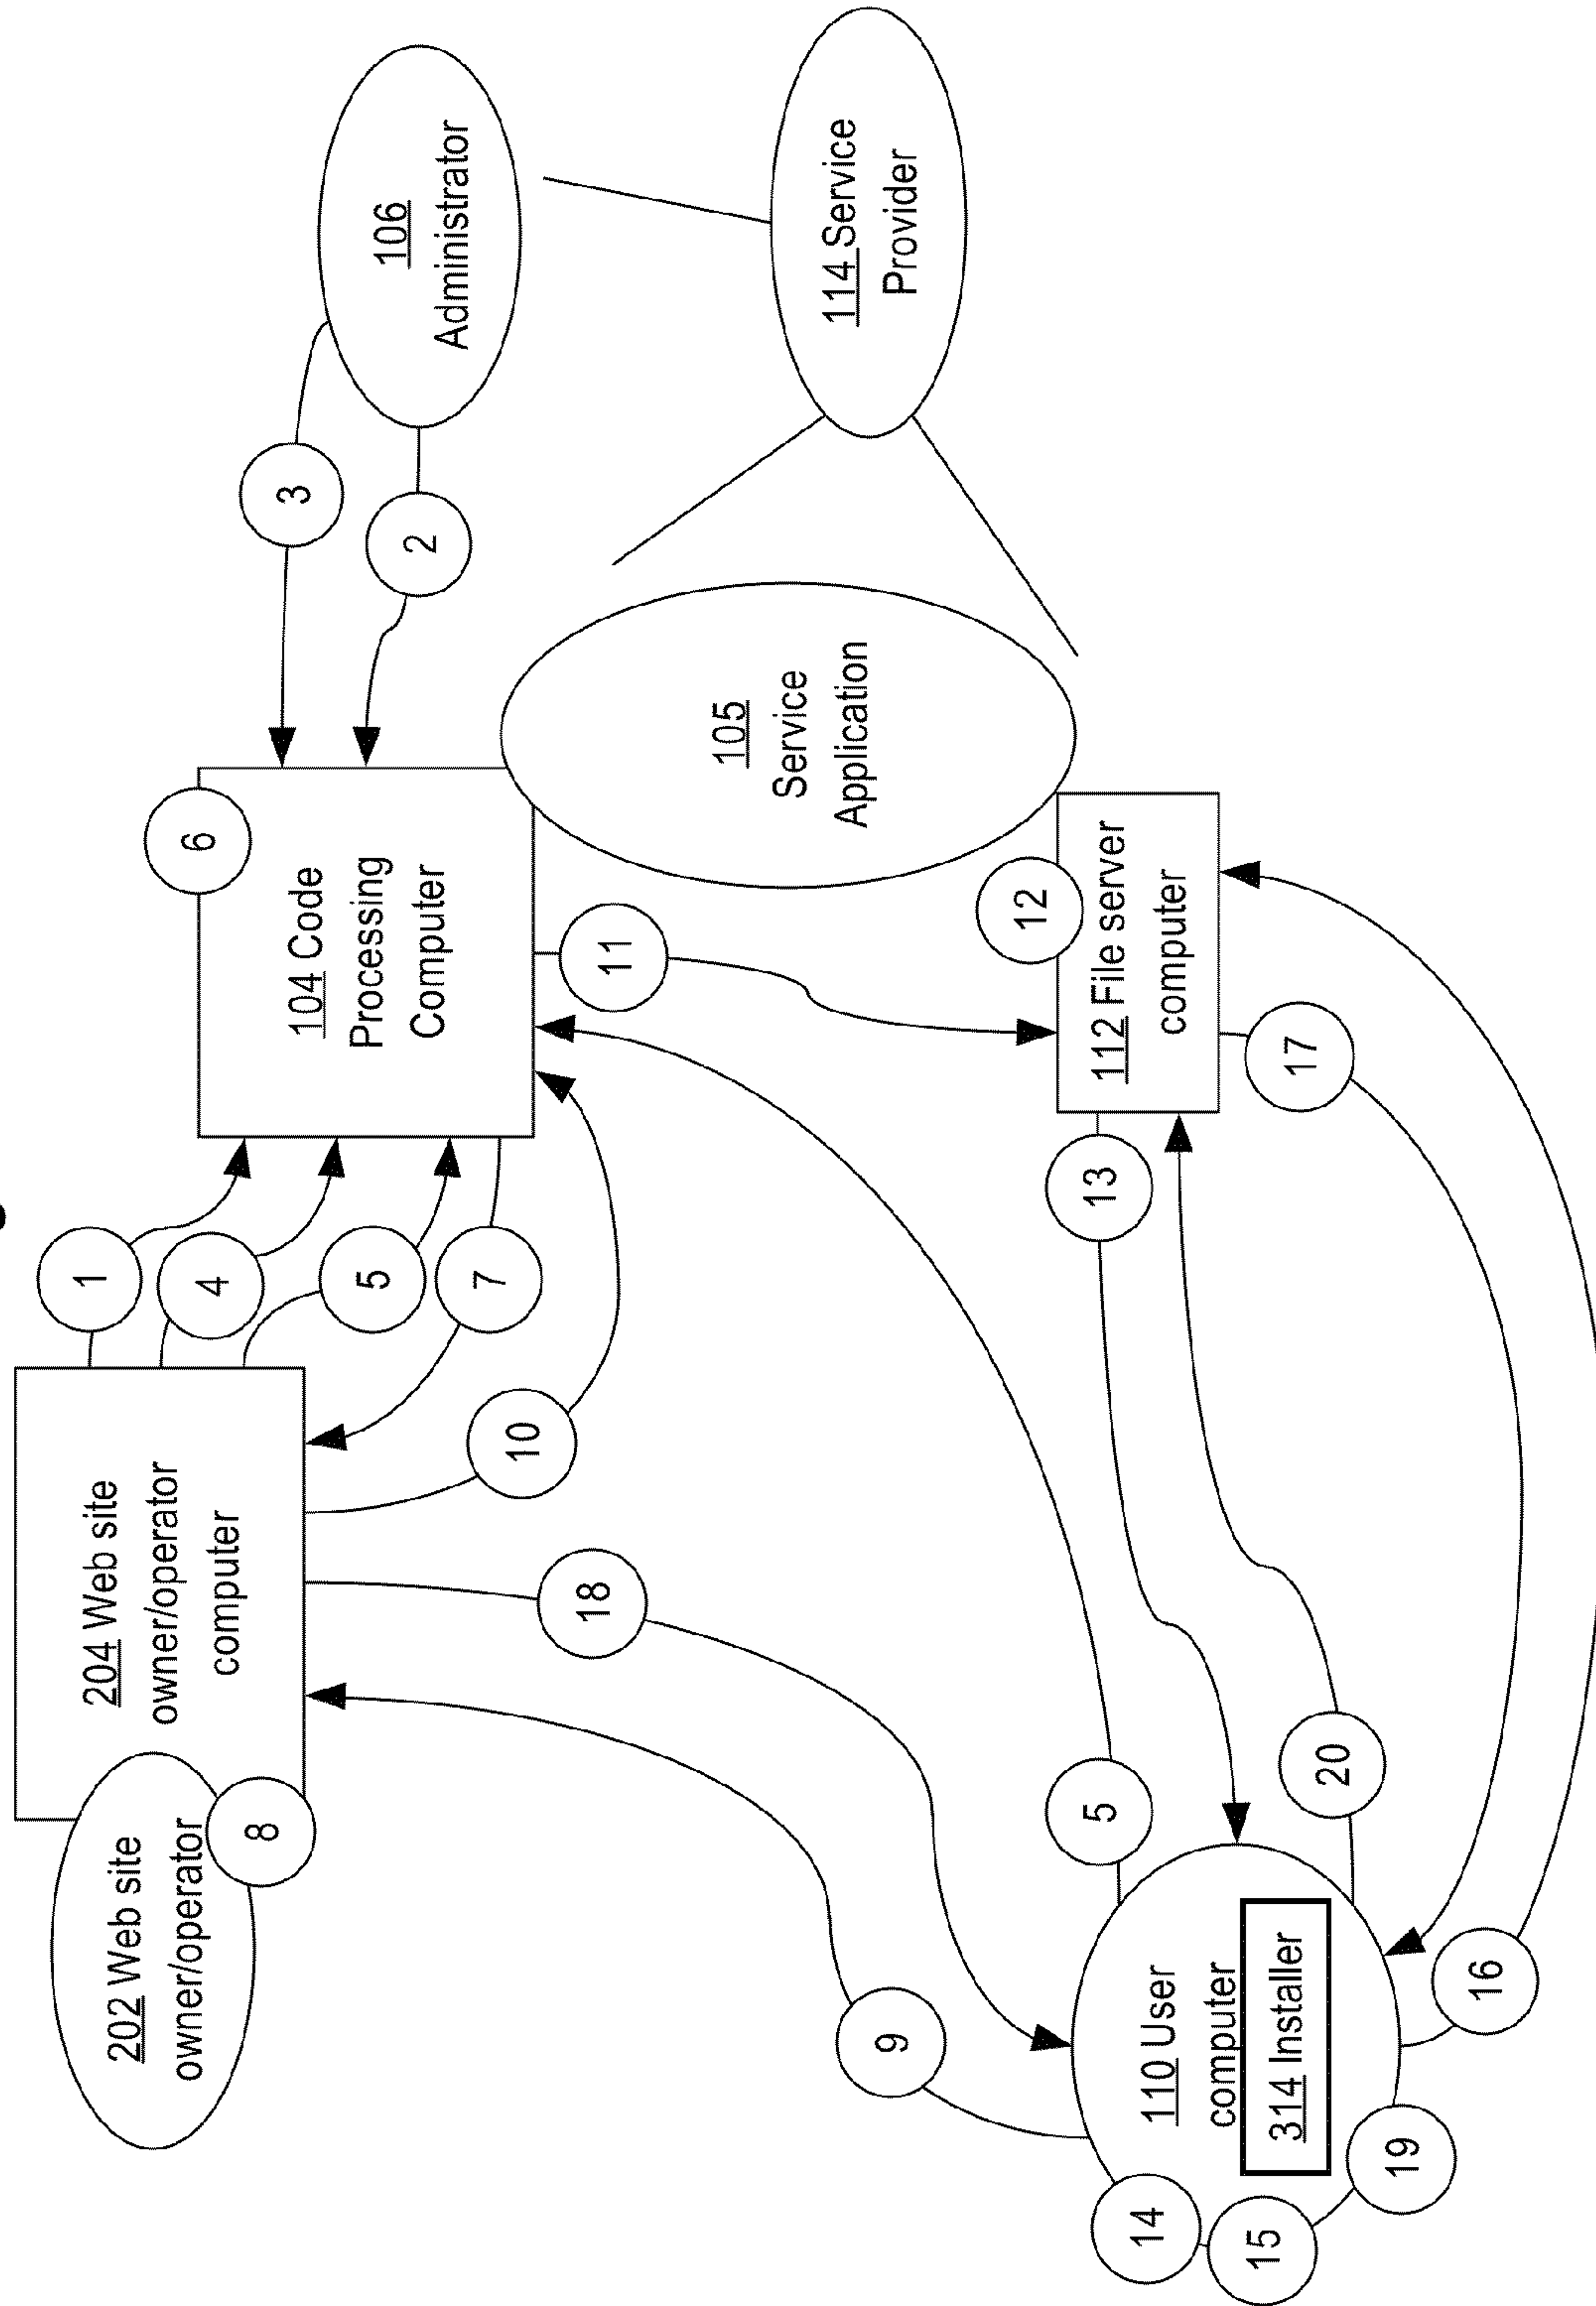 202 Web site
owner/operator
8
204 Web site
owner/operator
computer
1
4
5
7
10
18
9
6
104 Code
Processing
Computer
3
2
106
Administrator
11
105
Service
Application
114 Service
Provider
14
15
19
110 User
computer
314 Installer
5
20
16
13
12
112 File server
computer
17